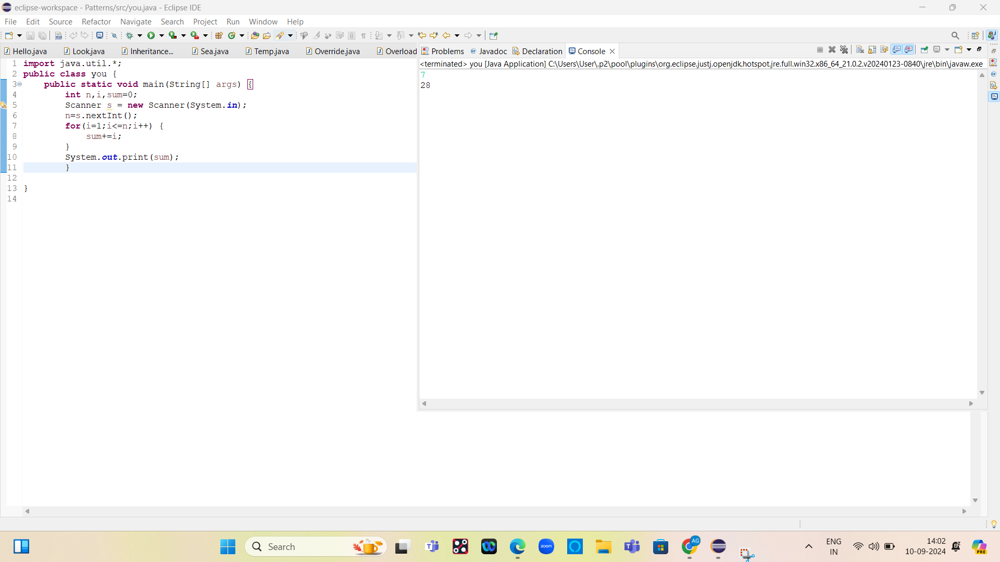 eclipse-workspace - Patterns/src/you.java - Eclipse IDE
File Edit Source Refactor Navigate Search Project Run Window Help
Hello.java Look.java Inheritance... Sea.java Temp.java Override.java Overload Problems @ Javadoc Declaration Console
1 import java.util.*;
2 public class you {
3 public static void main(String[] args) {
4 int n,i,sum=0;
5 Scanner s = new Scanner(System.in);
6 n=s.nextInt();
7 for(i=1;i<=n;i++) {
8 sum+=i;
9 }
10 System.out.print(sum);
11 }
12
13 }
14
<terminated> you [Java Application] C:\Users\User\.p2\pool\plugins\org.eclipse.justj.openjdk.hotspot.jre.full.win32.x86_64_21.0.2.v20240123-0840\jre\bin\javaw.exe
7
28
Search
zoom
AG
ENG
IN
14:02
10-09-2024
PRE